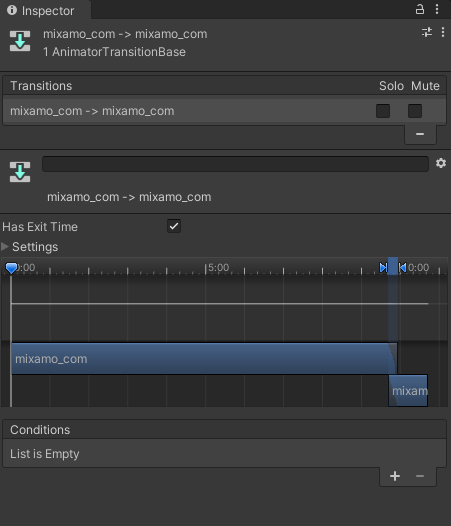 Inspector
mixamo_com -> mixamo_com
1 AnimatorTransitionBase
Transitions Solo Mute
mixamo_com -> mixamo_com
mixamo_com -> mixamo_com
Has Exit Time
Settings
0:00 5:00 0:00
mixamo_com
mixam
Conditions
List is Empty